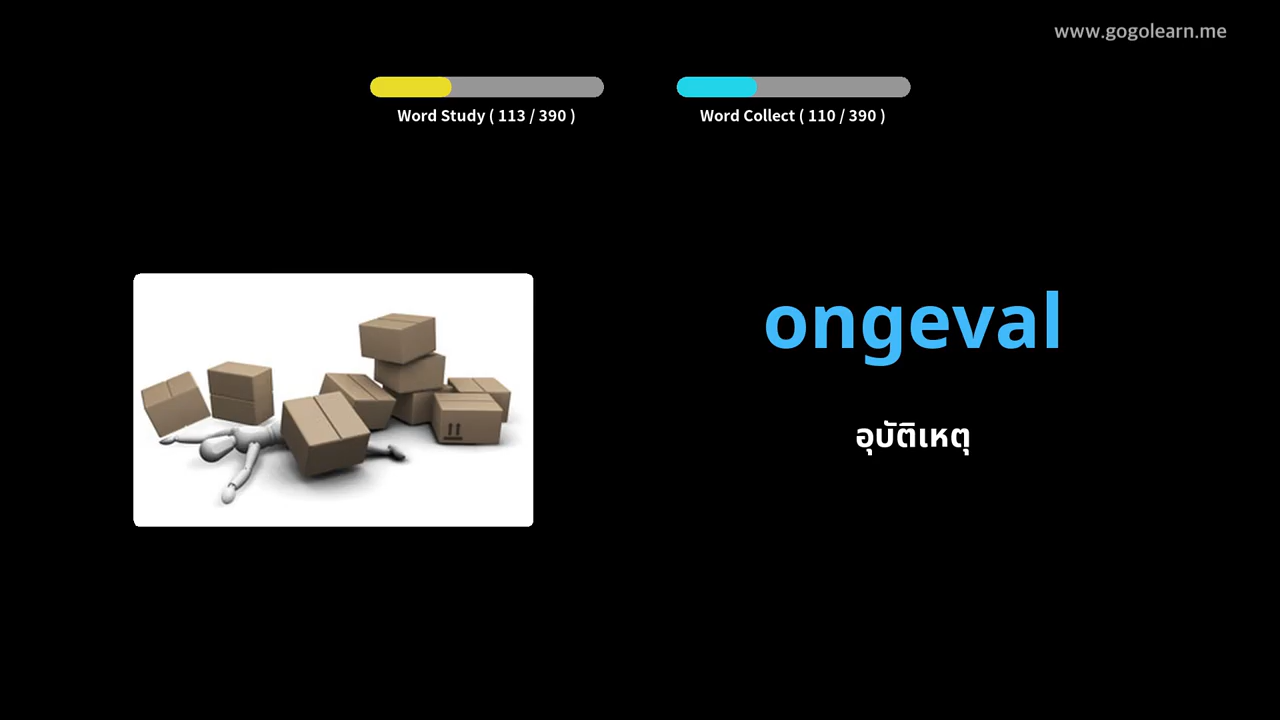 www.gogolearn.me
Word Study ( 113 / 390 )
Word Collect ( 110 / 390 )
ongeval
อุบัติเหตุ